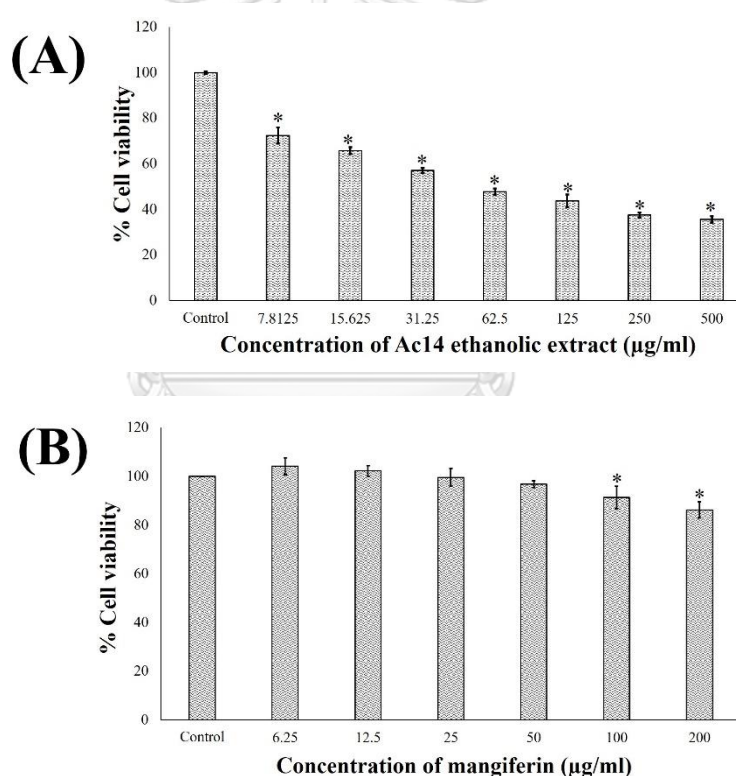 (A)
120
100
80
60
40
20
0
% Cell viability
* * * * * * *
Control 7.8125 15.625 31.25 62.5 125 250 500
Concentration of Ac14 ethanolic extract (µg/ml)
(B)
120
100
80
60
40
20
0
% Cell viability
* *
Control 6.25 12.5 25 50 100 200
Concentration of mangiferin (µg/ml)